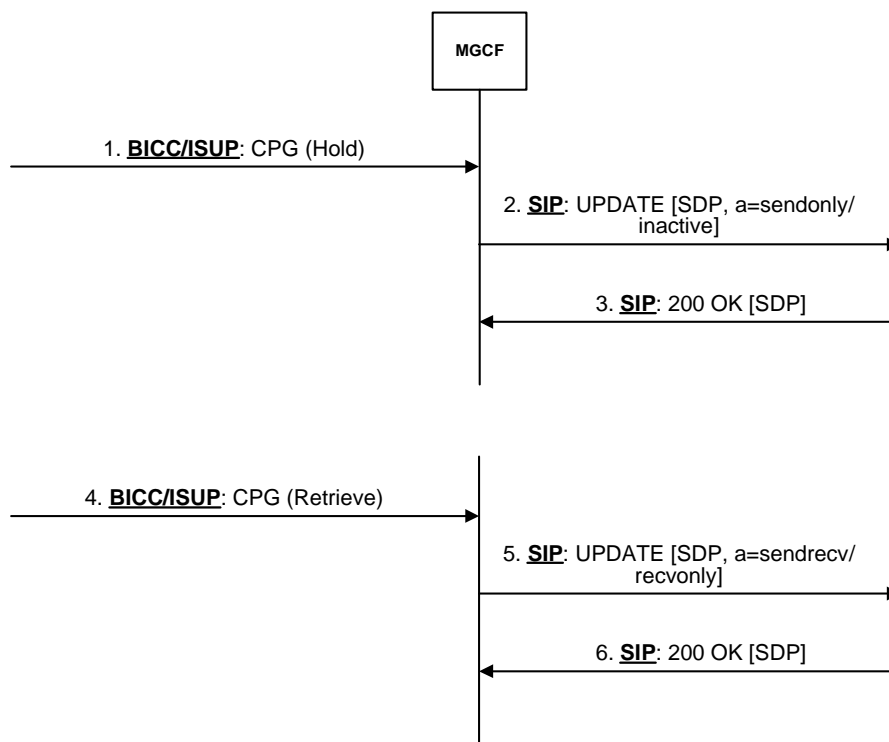 MGCF
1. BICC/ISUP: CPG (Hold)
2. SIP: UPDATE [SDP, a=sendonly/
inactive]
3. SIP: 200 OK [SDP]
4. BICC/ISUP: CPG (Retrieve)
5. SIP: UPDATE [SDP, a=sendrecv/
recvonly]
6. SIP: 200 OK [SDP]